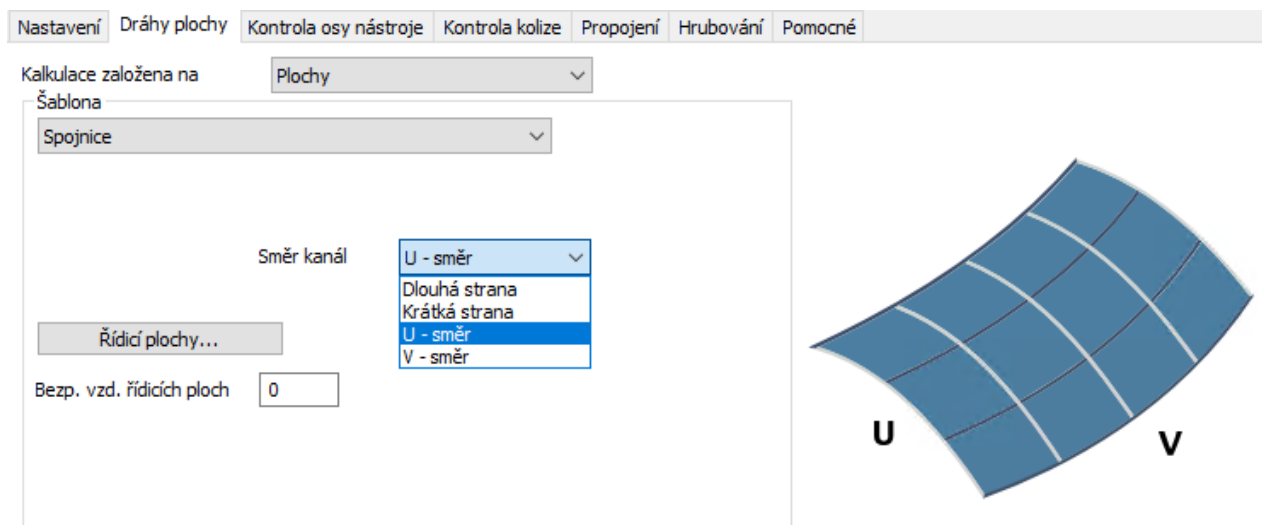 Nastavení Dráhy plochy Kontrola osy nástroje Kontrola kolize Propojení Hrubování Pomocné
Kalkulace založena na Plochy
Šablona
Spojnice
Směr kanál U - směr
Dlouhá strana
Krátká strana
U - směr
V - směr
Řídicí plochy...
Bezp. vzd. řídicích ploch 0
U V